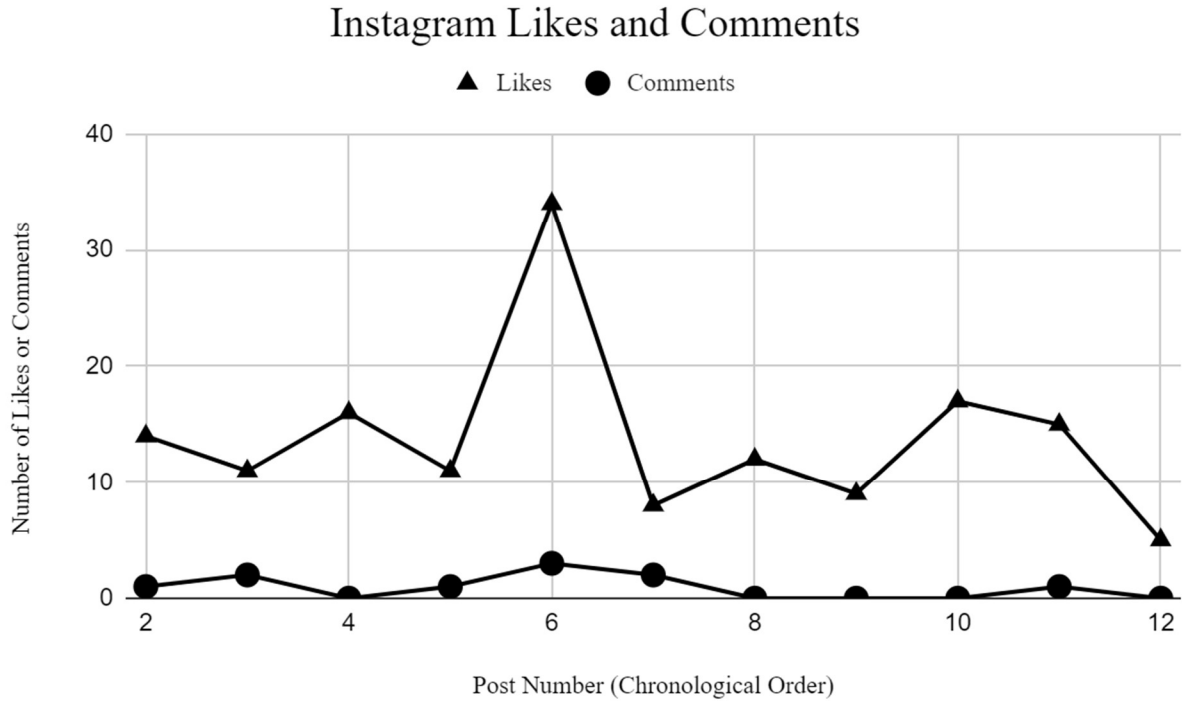 Instagram Likes and Comments
Likes Comments
40
30
20
10
0
2 4 6 8 10 12
Number of Likes or Comments
Post Number (Chronological Order)